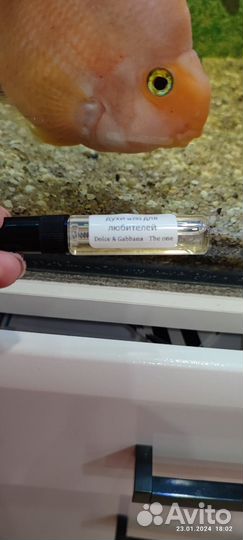 Духи для
любителей
Dolce & Gabbana The one
Avito
23.01.2024 18:02